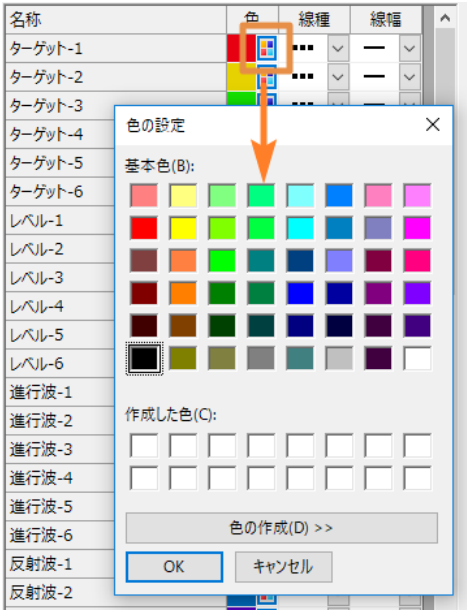 名称 色 線種 線幅
ターゲット-1
ターゲット-2
ターゲット-3
ターゲット-4
ターゲット-5
ターゲット-6
レベル-1
レベル-2
レベル-3
レベル-4
レベル-5
レベル-6
進行波-1
進行波-2
進行波-3
進行波-4
進行波-5
進行波-6
反射波-1
反射波-2
色の設定
基本色(B):
作成した色(C):
色の作成(D) >>
OK キャンセル